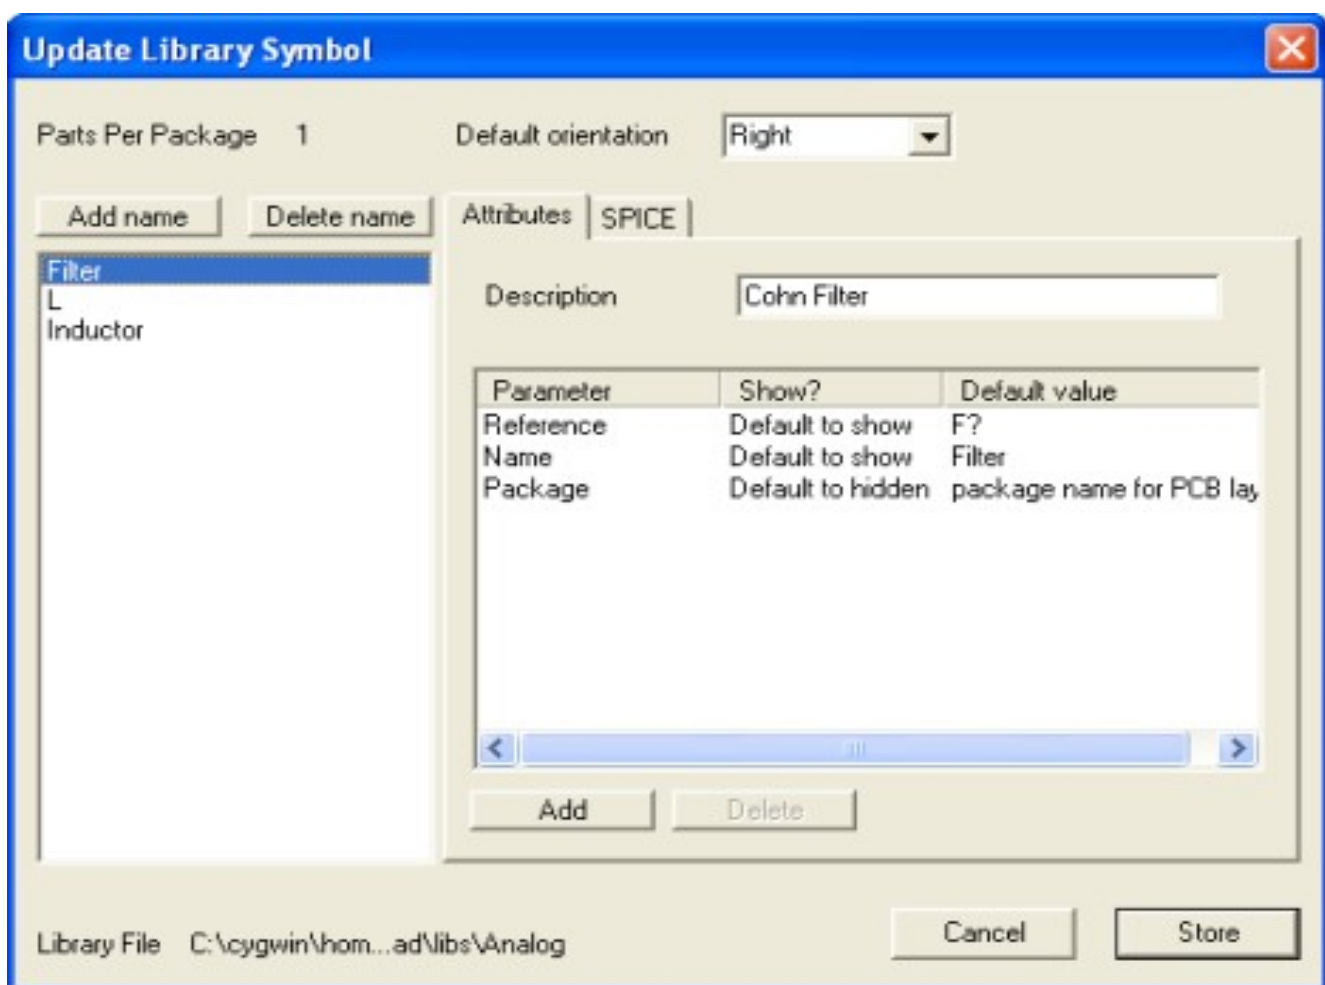 Update Library Symbol
Parts Per Package 1 Default orientation Right
Add name Delete name Attributes SPICE
Filter
L
Inductor
Description Cohn Filter
Parameter Show? Default value
Reference Default to show F?
Name Default to show Filter
Package Default to hidden package name for PCB lay
Add Delete
Library File C:\cygwin\hom...ad\libs\Analog
Cancel Store